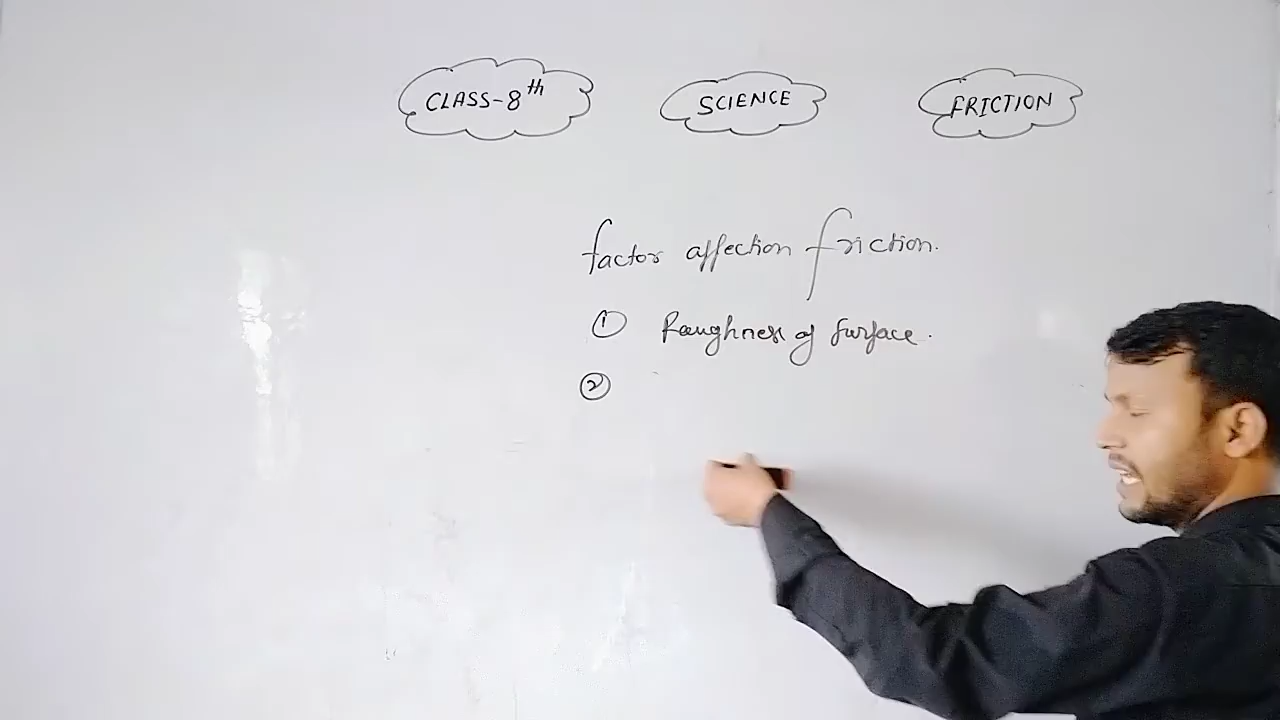 CLASS-8th
SCIENCE
FRICTION
factor affection friction.
① Roughness of surface.
②